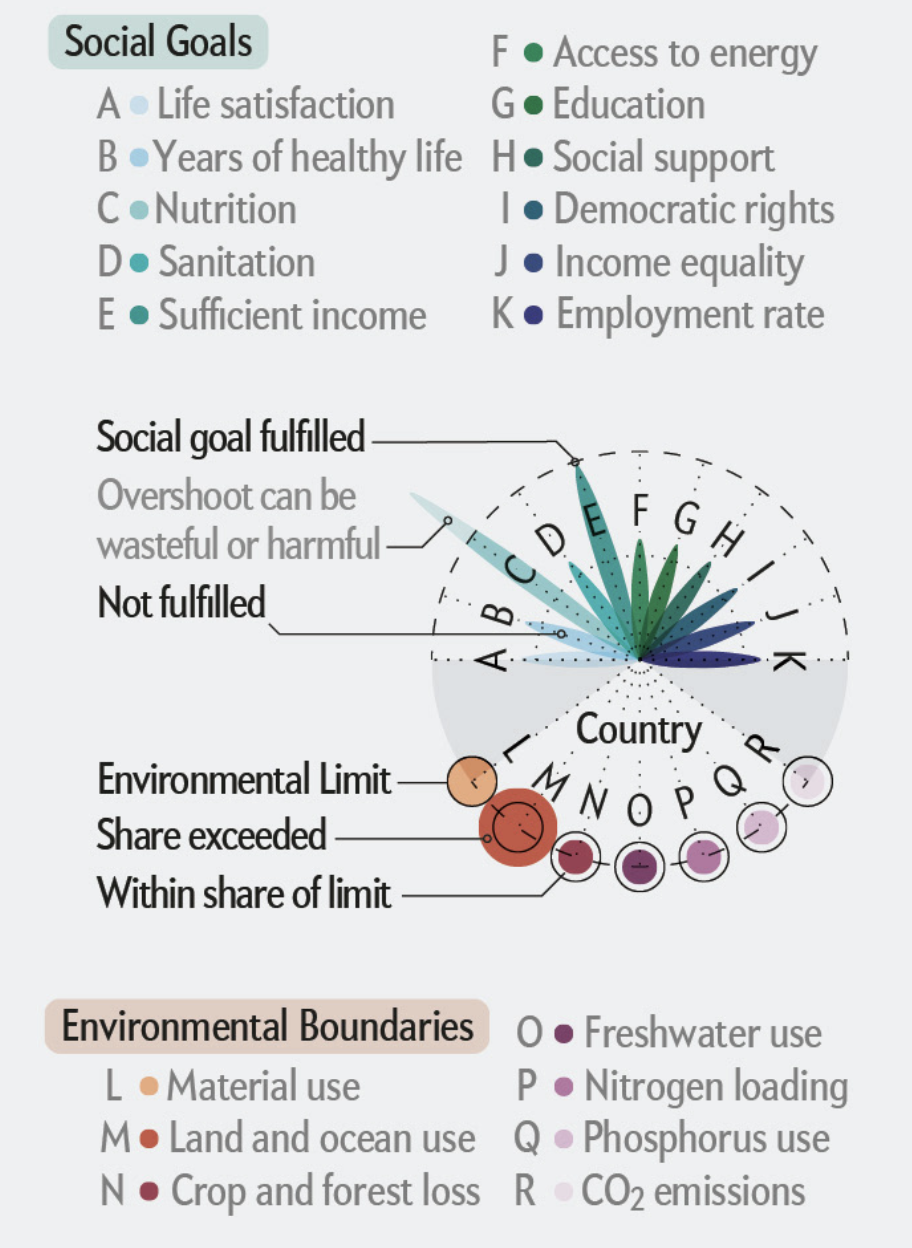 Social Goals
A Life satisfaction
B Years of healthy life
C Nutrition
D Sanitation
E Sufficient income
F Access to energy
G Education
H Social support
I Democratic rights
J Income equality
K Employment rate
Social goal fulfilled
Overshoot can be
wasteful or harmful
Not fulfilled
A
B
C
D
E
F
G
H
I
J
K
Country
L
M
N
O
P
Q
R
Environmental Limit
Share exceeded
Within share of limit
Environmental Boundaries
L Material use
M Land and ocean use
N Crop and forest loss
O Freshwater use
P Nitrogen loading
Q Phosphorus use
R CO₂ emissions